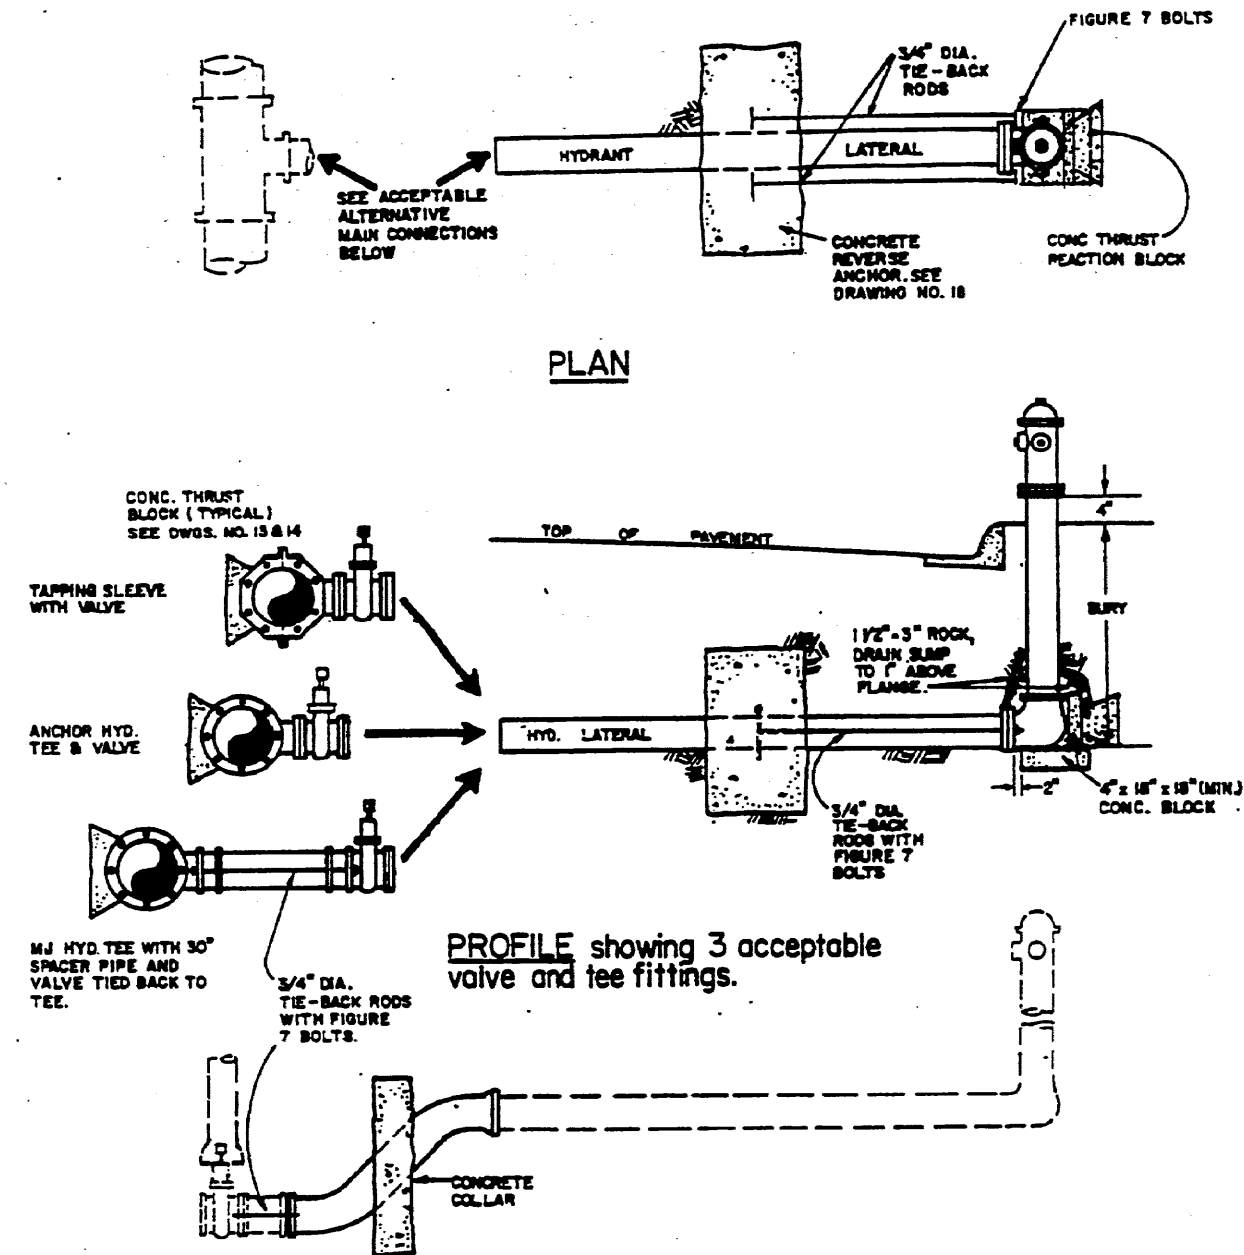 FIGURE 7 BOLTS
3/4" DIA.
TIE-BACK
RODS
HYDRANT LATERAL
SEE ACCEPTABLE
ALTERNATIVE
MAIN CONNECTIONS
BELOW
CONCRETE
REVERSE
ANCHOR. SEE
DRAWING NO. 18
CONC THRUST
REACTION BLOCK
PLAN
CONC. THRUST
BLOCK (TYPICAL)
SEE DWGS. NO. 13 & 14
TOP OF PAVEMENT
4"
TAPPING SLEEVE
WITH VALVE
BURY
1 1/2" - 3" ROCK,
DRAIN SUMP
TO 1" ABOVE
FLANGE.
ANCHOR HYD.
TEE & VALVE
HYD. LATERAL
2"
4" x 18" x 18" (MIN.)
CONC. BLOCK
3/4" DIA.
TIE-BACK
RODS WITH
FIGURE 7
BOLTS
MJ HYD. TEE WITH 30"
SPACER PIPE AND
VALVE TIED BACK TO
TEE.
PROFILE showing 3 acceptable
valve and tee fittings.
3/4" DIA.
TIE-BACK RODS
WITH FIGURE
7 BOLTS.
CONCRETE
COLLAR